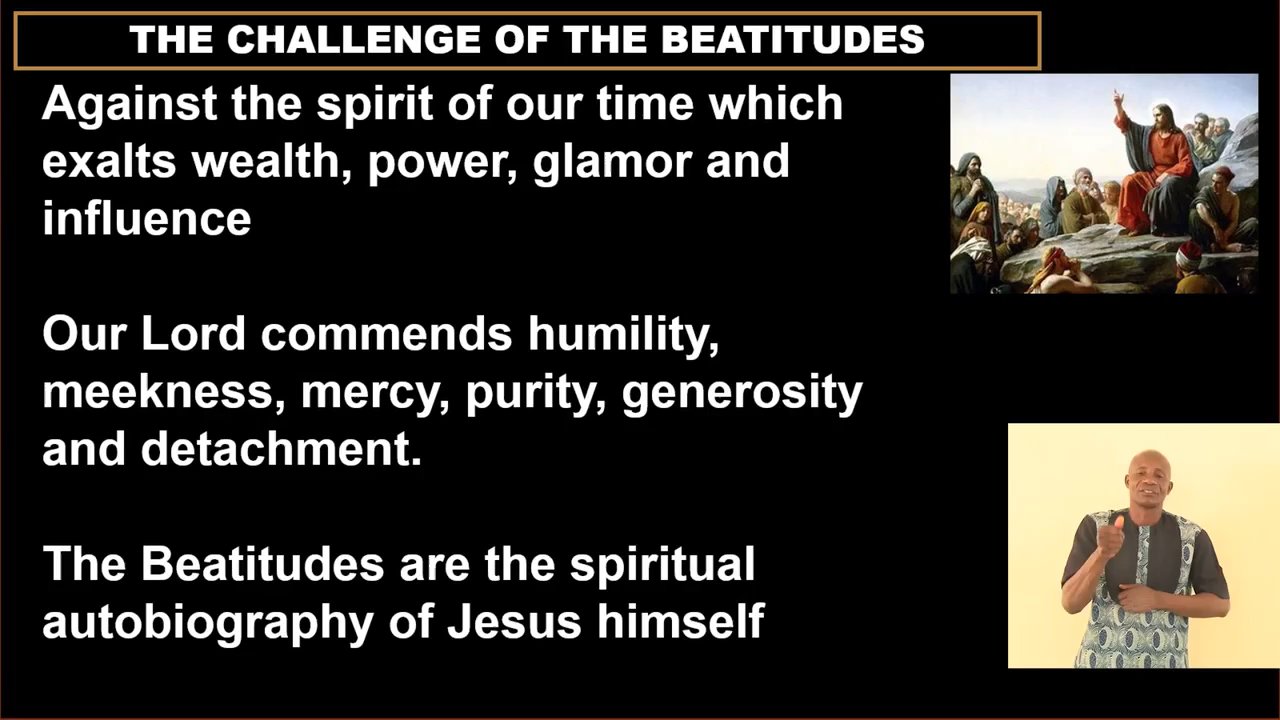 THE CHALLENGE OF THE BEATITUDES
Against the spirit of our time which
exalts wealth, power, glamor and
influence
Our Lord commends humility,
meekness, mercy, purity, generosity
and detachment.
The Beatitudes are the spiritual
autobiography of Jesus himself